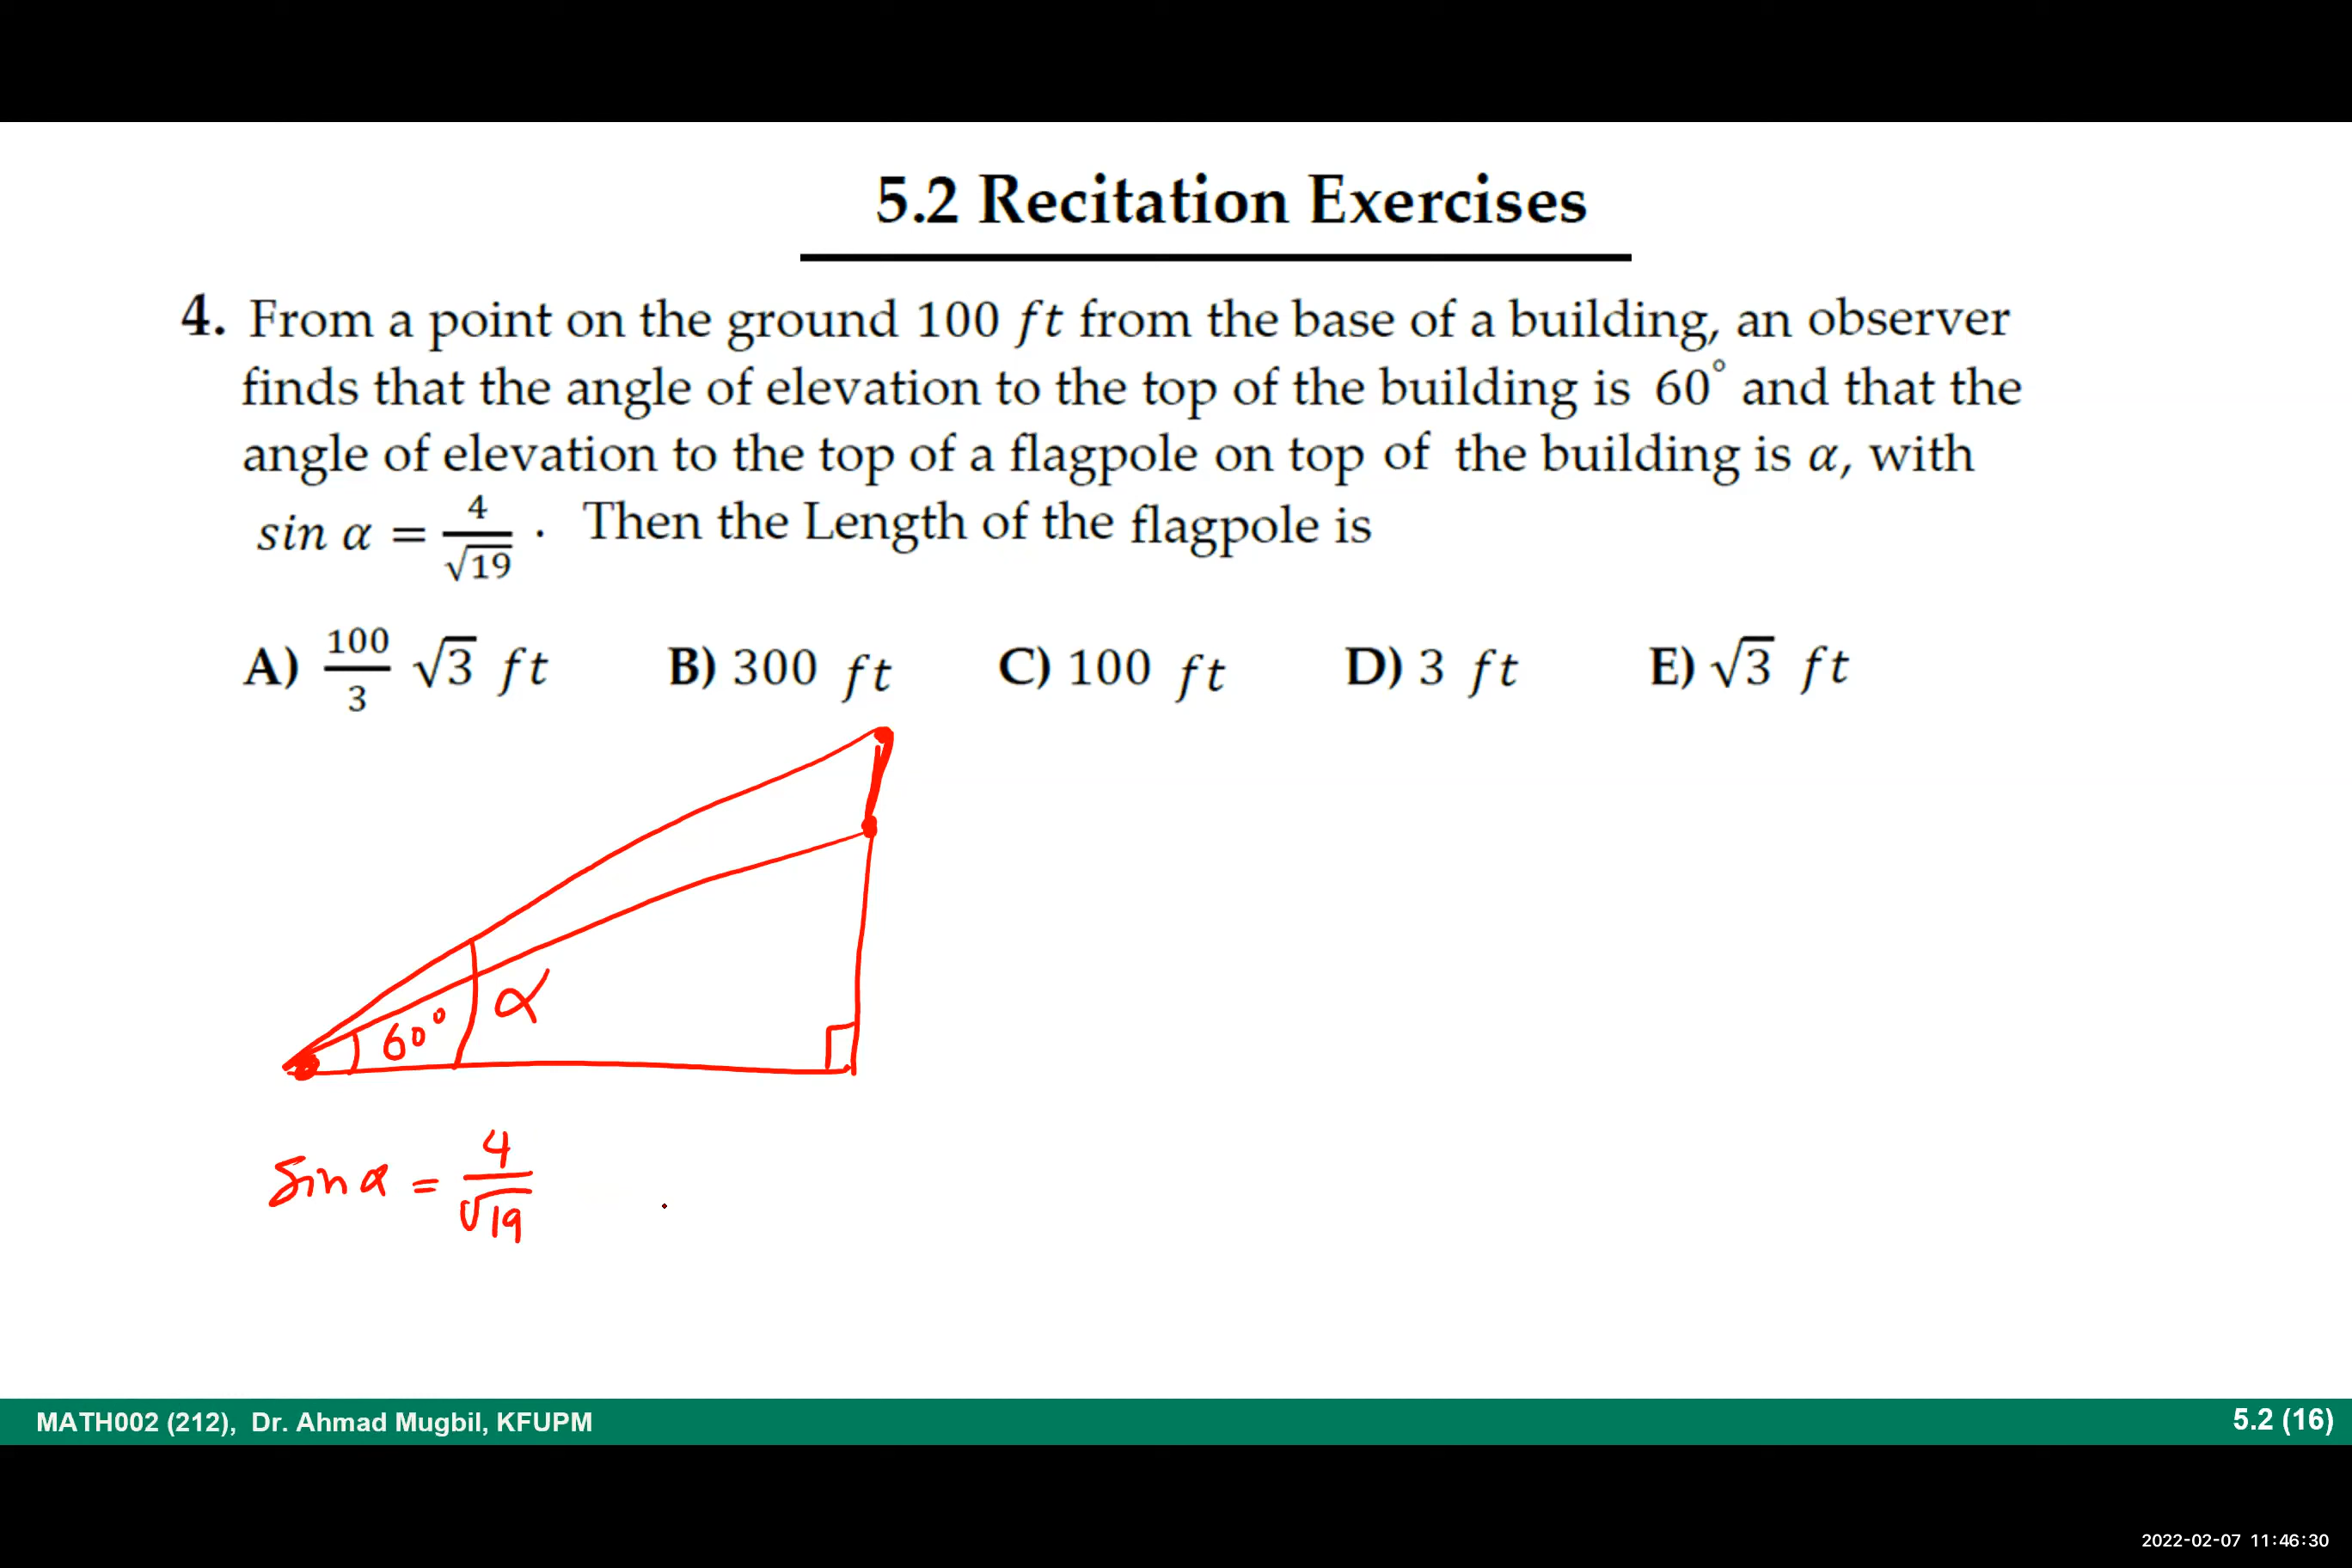 5.2 Recitation Exercises
4. From a point on the ground 100 ft from the base of a building, an observer
finds that the angle of elevation to the top of the building is 60° and that the
angle of elevation to the top of a flagpole on top of the building is α, with
sin α = 4/√19 . Then the Length of the flagpole is
A) 100/3 √3 ft B) 300 ft C) 100 ft D) 3 ft E) √3 ft
60° α
sin α = 4/√19
MATH002 (212), Dr. Ahmad Mugbil, KFUPM 5.2 (16)
2022-02-07 11:46:30